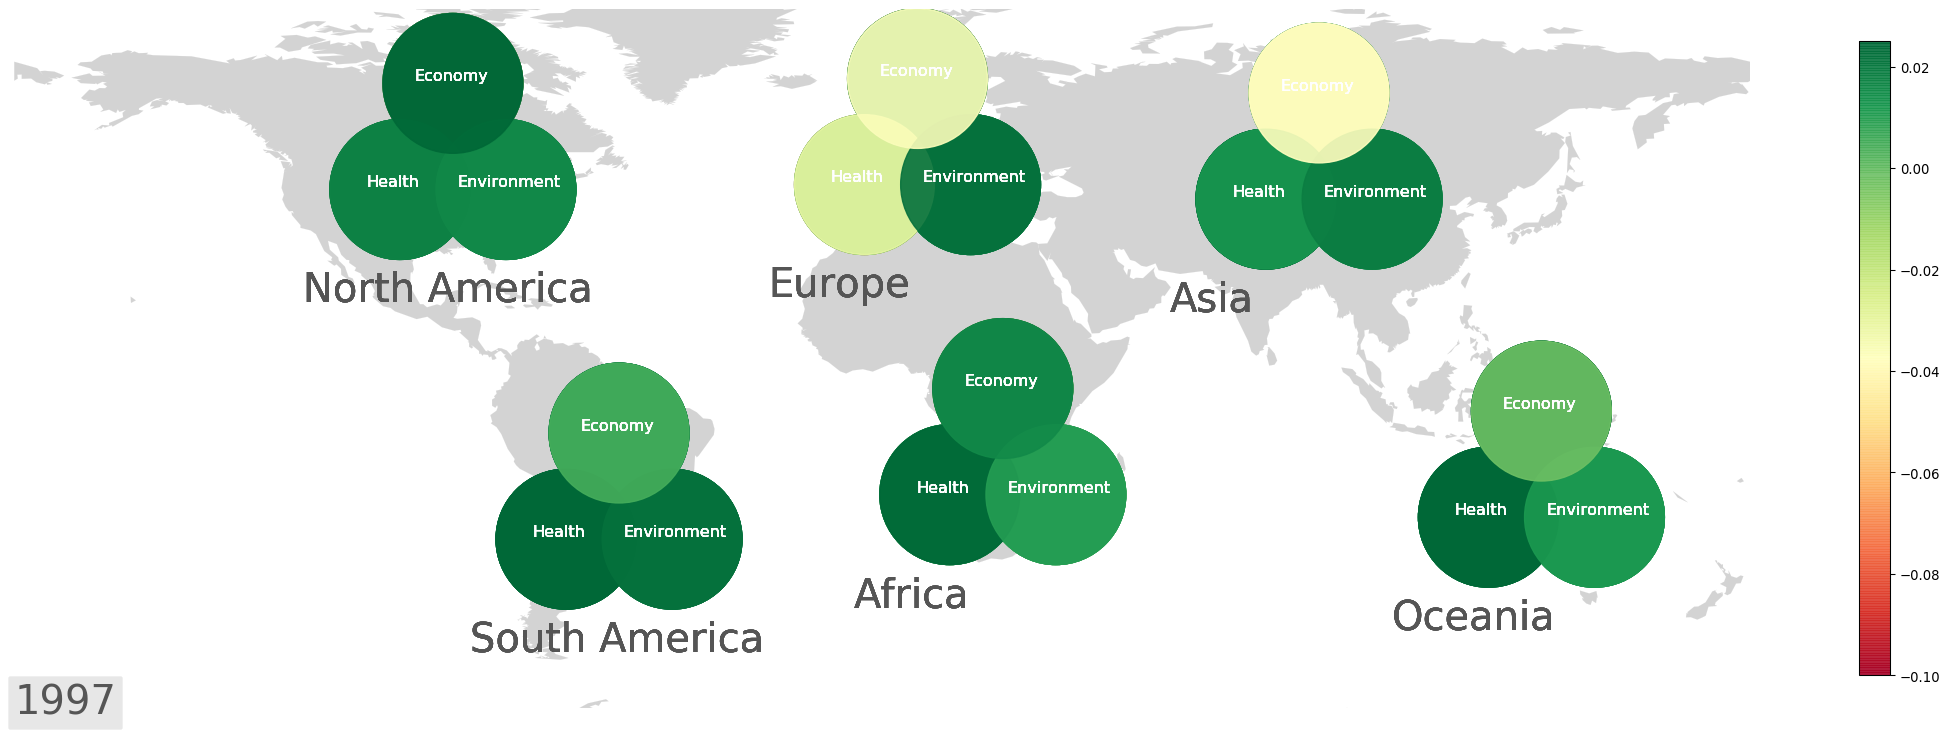 Economy
Health
Environment
North America
Economy
Health
Environment
Europe
Economy
Health
Environment
Asia
Economy
Health
Environment
South America
Economy
Health
Environment
Africa
Economy
Health
Environment
Oceania
1997
0.02
0.00
−0.02
−0.04
−0.06
−0.08
−0.10